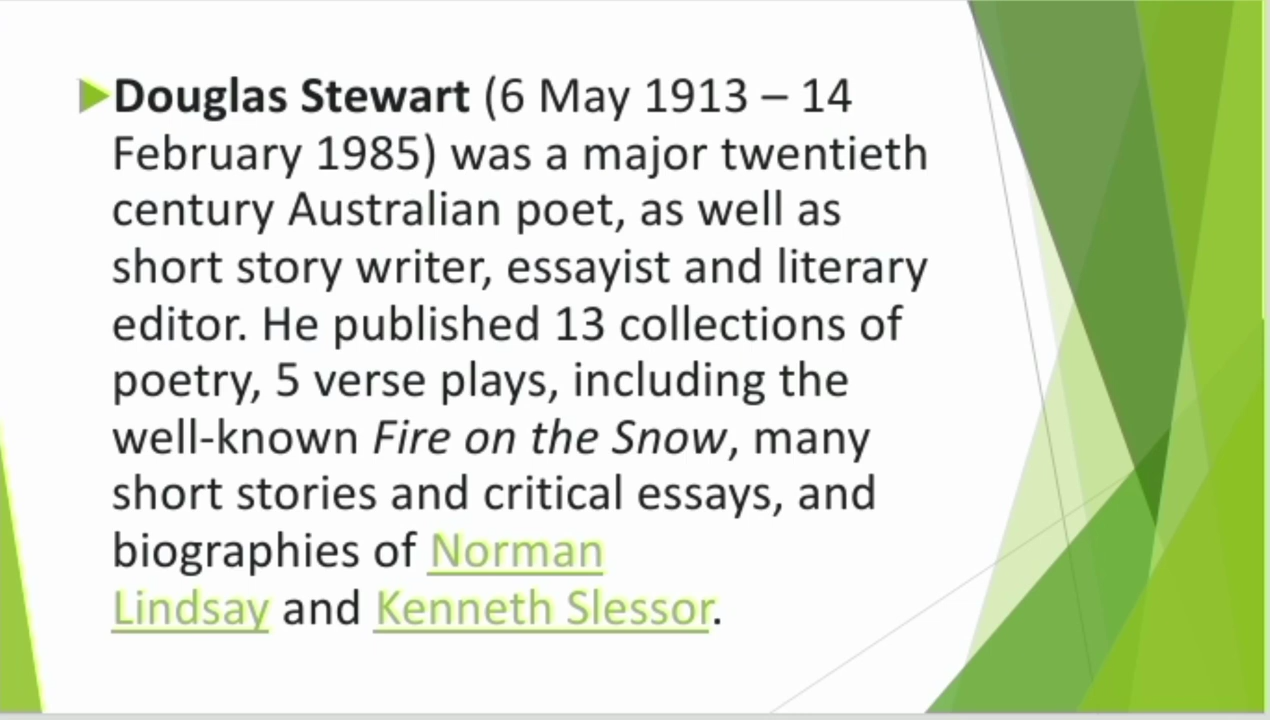 Douglas Stewart (6 May 1913 – 14
February 1985) was a major twentieth
century Australian poet, as well as
short story writer, essayist and literary
editor. He published 13 collections of
poetry, 5 verse plays, including the
well-known Fire on the Snow, many
short stories and critical essays, and
biographies of Norman
Lindsay and Kenneth Slessor.